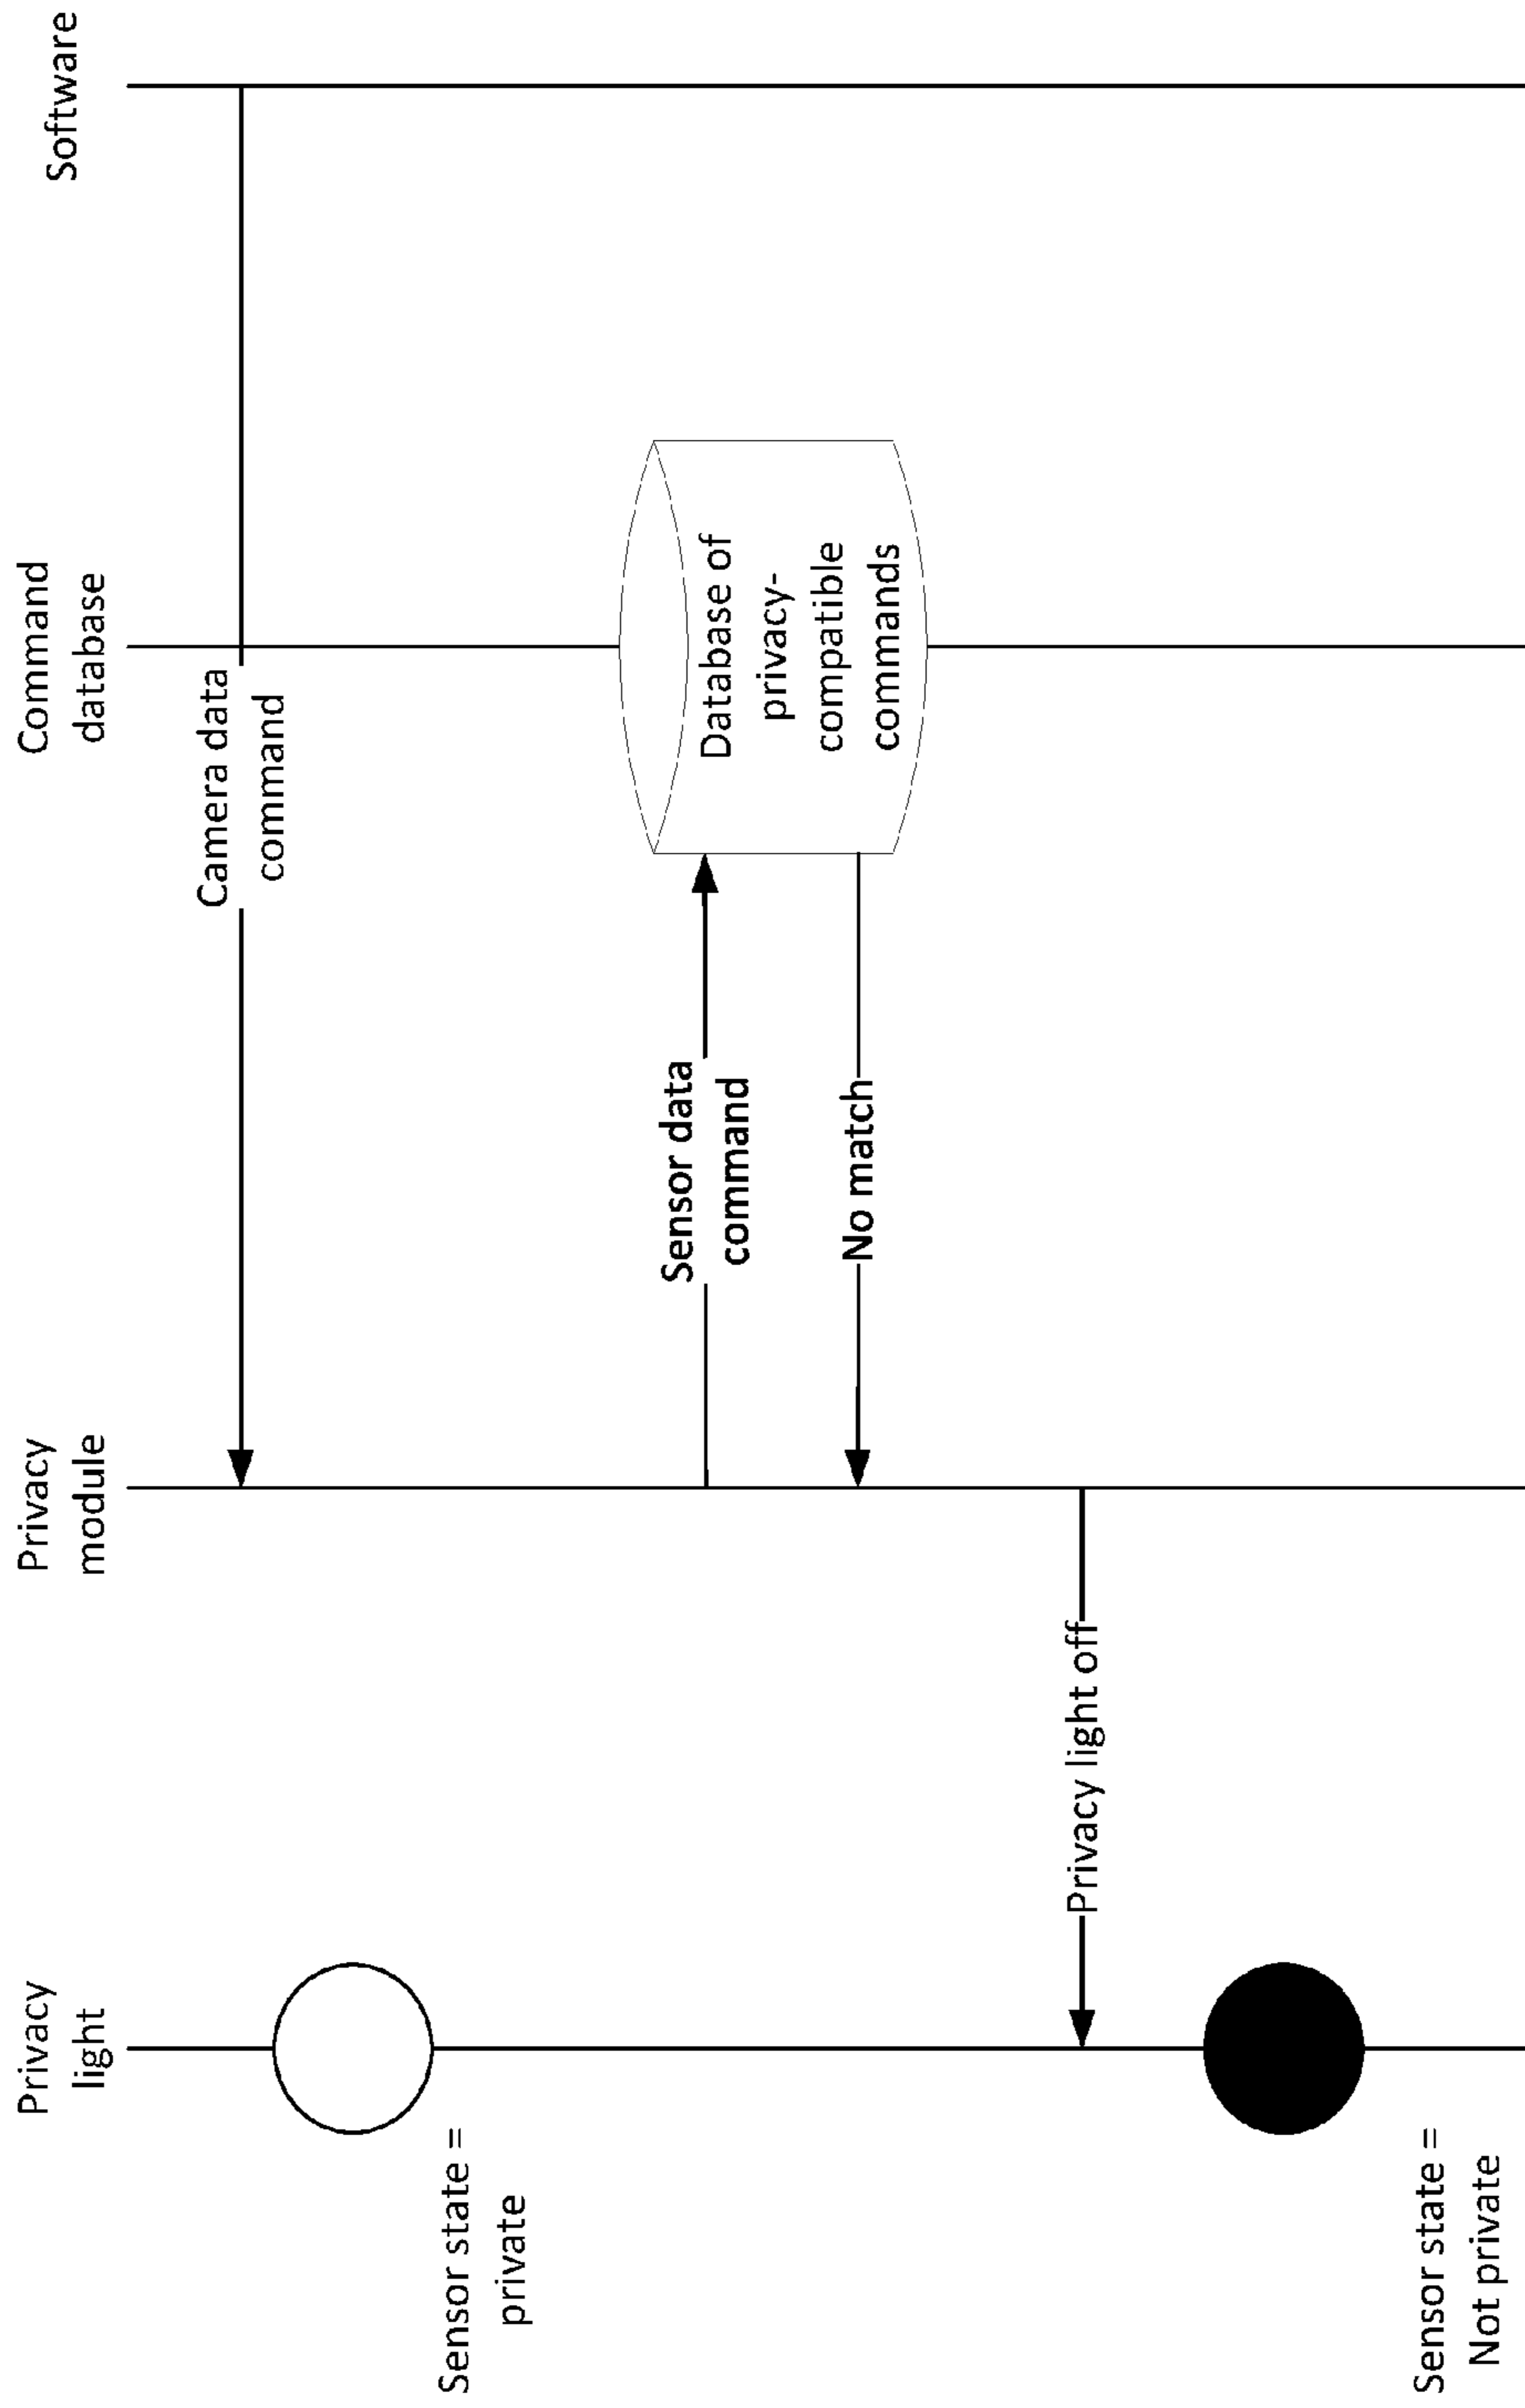 Privacy
light
Privacy
module
Command
database
Software
Camera data
command
Sensor state =
private
Sensor data
command
Database of
privacy-
compatible
commands
No match
Privacy light off
Sensor state =
Not private